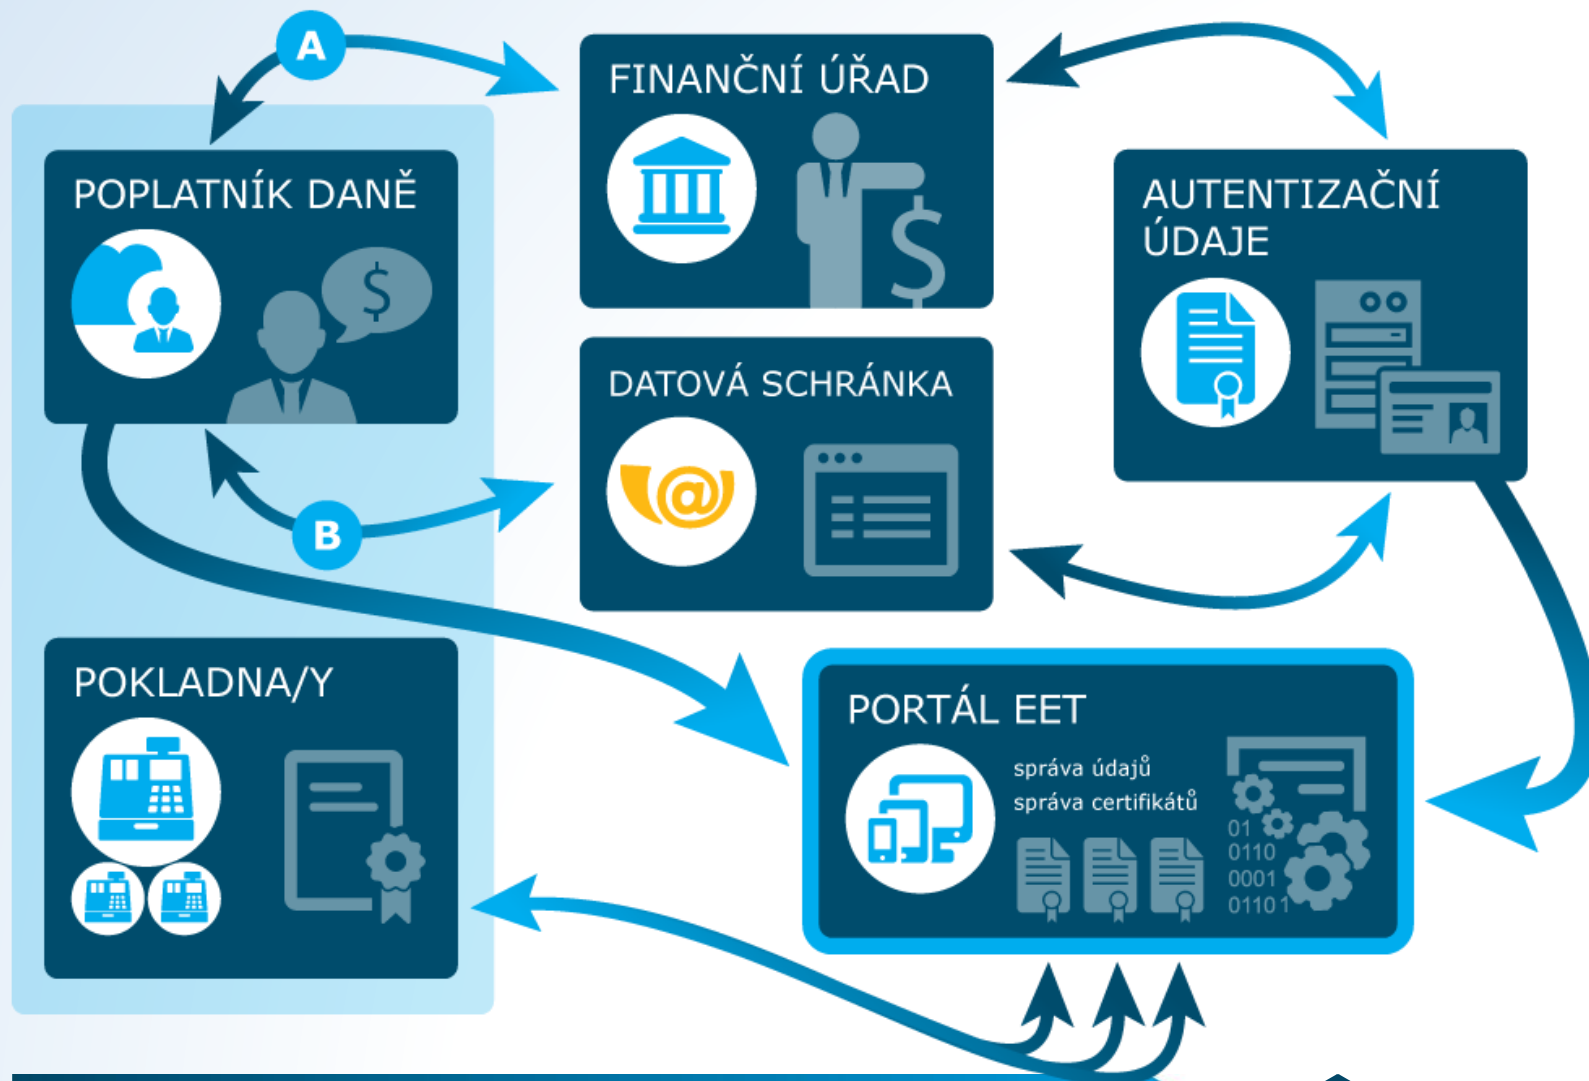 A
FINANČNÍ ÚŘAD
$
POPLATNÍK DANĚ
$
AUTENTIZAČNÍ
ÚDAJE
DATOVÁ SCHRÁNKA
@
B
POKLADNA/Y
PORTÁL EET
správa údajů
správa certifikátů
01
0110
0001
01101